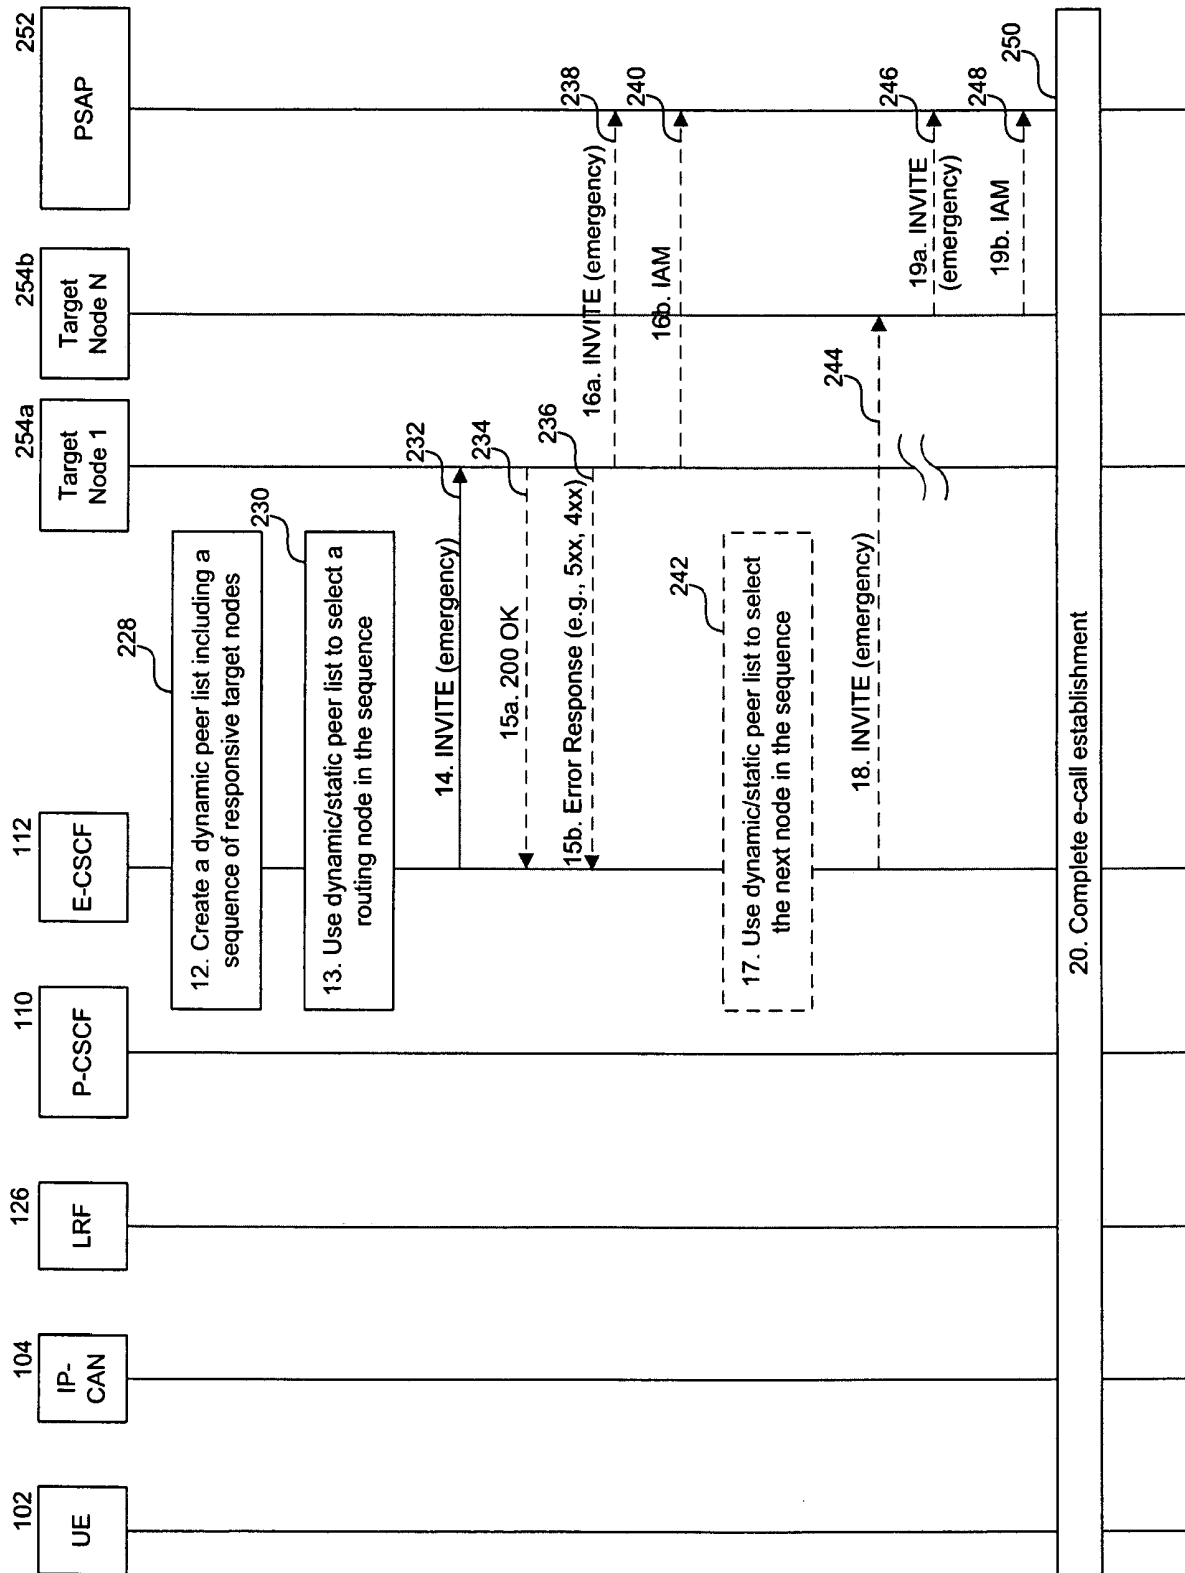 102
UE
104
IP-
CAN
126
LRF
110
P-CSCF
112
E-CSCF
254a
Target
Node 1
254b
Target
Node N
252
PSAP
228
12. Create a dynamic peer list including a
sequence of responsive target nodes
230
13. Use dynamic/static peer list to select a
routing node in the sequence
14. INVITE (emergency)
232
15a. 200 OK
234
15b. Error Response (e.g., 5xx, 4xx)
236
16a. INVITE (emergency)
238
16b. IAM
240
242
17. Use dynamic/static peer list to select
the next node in the sequence
18. INVITE (emergency)
244
19a. INVITE
(emergency)
246
19b. IAM
248
20. Complete e-call establishment
250